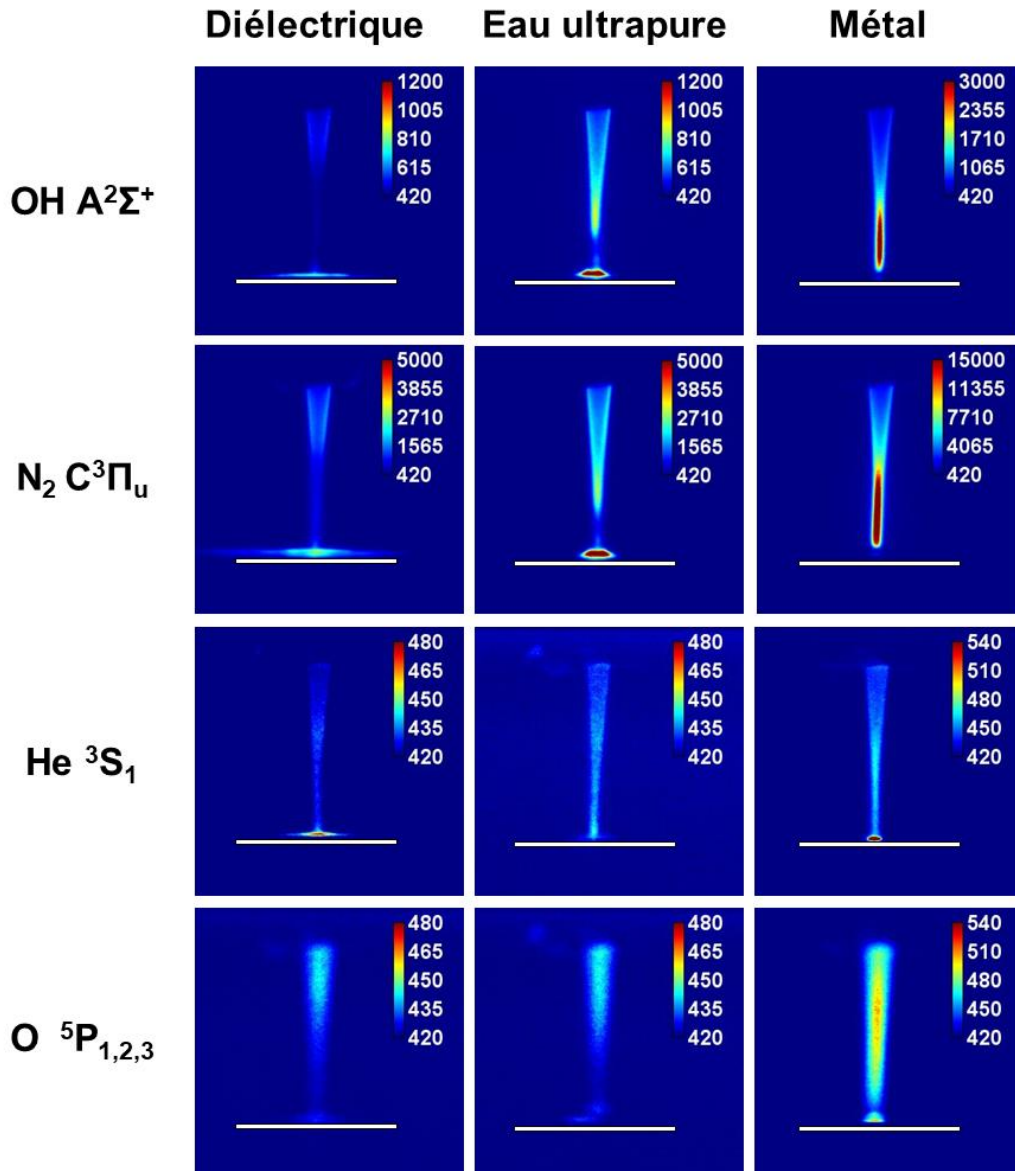 Diélectrique Eau ultrapure Métal
1200 1200 3000
1005 1005 2355
810 810 1710
615 615 1065
420 420 420
OH A²Σ⁺
5000 5000 15000
3855 3855 11355
2710 2710 7710
1565 1565 4065
420 420 420
N₂ C³Πᵤ
480 480 540
465 465 510
450 450 480
435 435 450
420 420 420
He ³S₁
480 480 540
465 465 510
450 450 480
435 435 450
420 420 420
O ⁵P₁,₂,₃